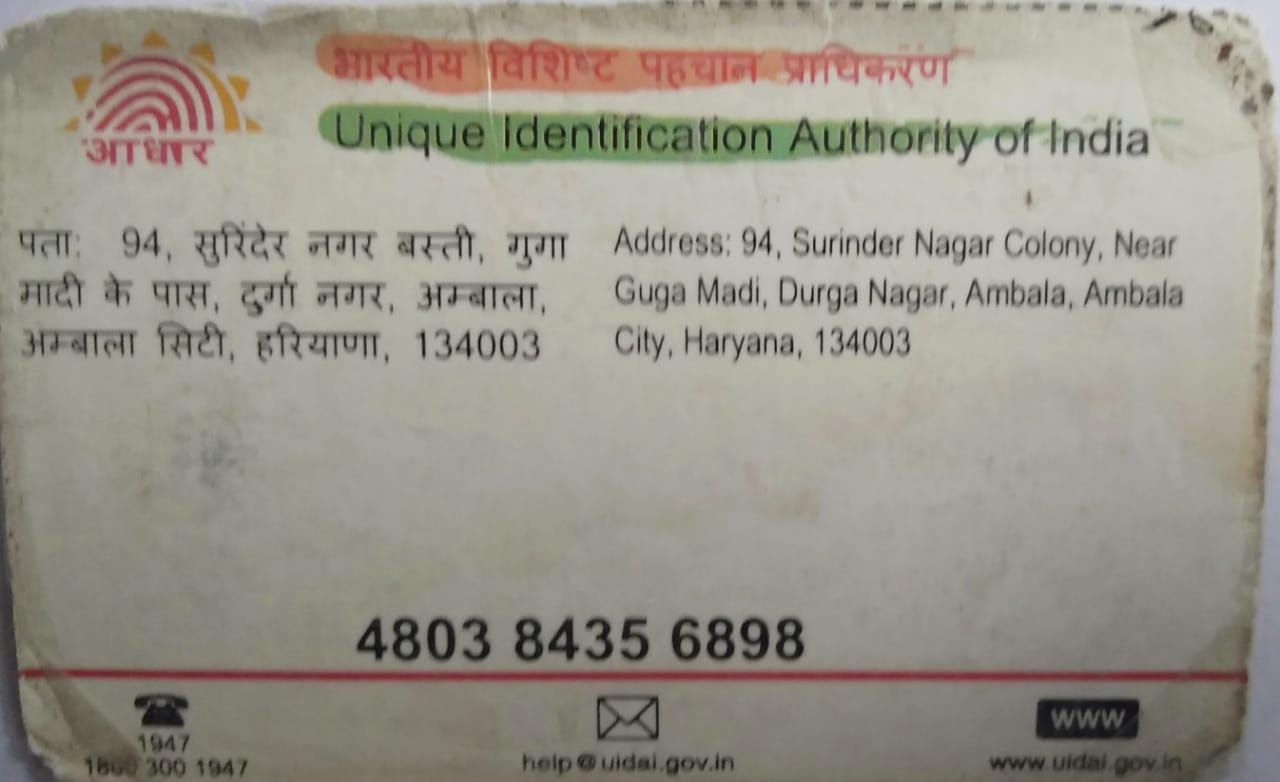 आधार
भारतीय विशिष्ट पहचान प्राधिकरण
Unique Identification Authority of India
पता: 94, सुरिंदेर नगर बस्ती, गुगा
मादी के पास, दुर्गा नगर, अम्बाला,
अम्बाला सिटी, हरियाणा, 134003
Address: 94, Surinder Nagar Colony, Near
Guga Madi, Durga Nagar, Ambala, Ambala
City, Haryana, 134003
4803 8435 6898
1947
1800 300 1947
help@uidai.gov.in
WWW
www.uidai.gov.in